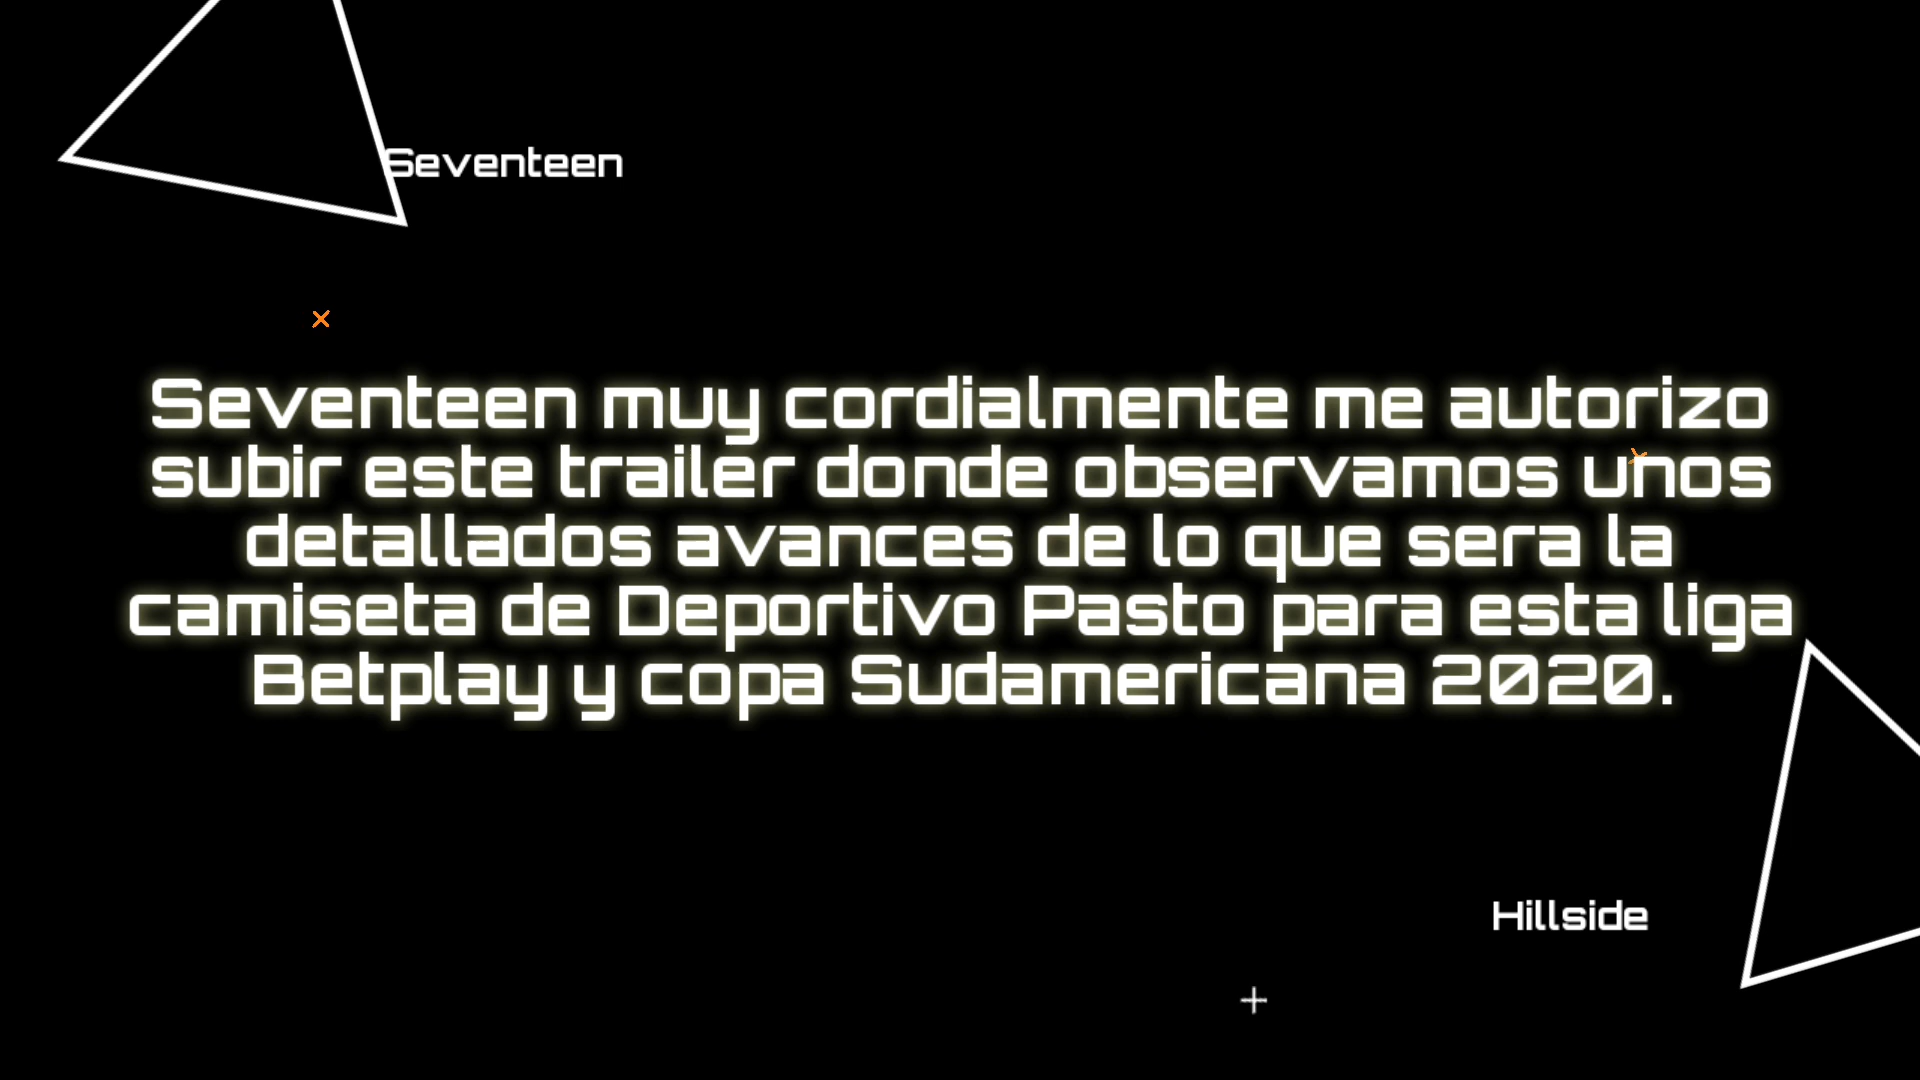 Seventeen
Seventeen muy cordialmente me autorizo
subir este trailer donde observamos unos
detallados avances de lo que sera la
camiseta de Deportivo Pasto para esta liga
Betplay y copa Sudamericana 2020.
Hillside